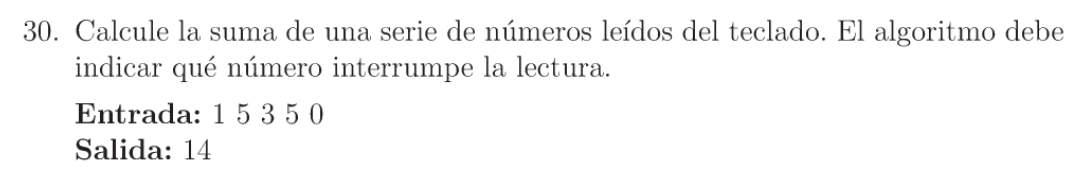 30. Calcule la suma de una serie de números leídos del teclado. El algoritmo debe
indicar qué número interrumpe la lectura.
Entrada: 1 5 3 5 0
Salida: 14